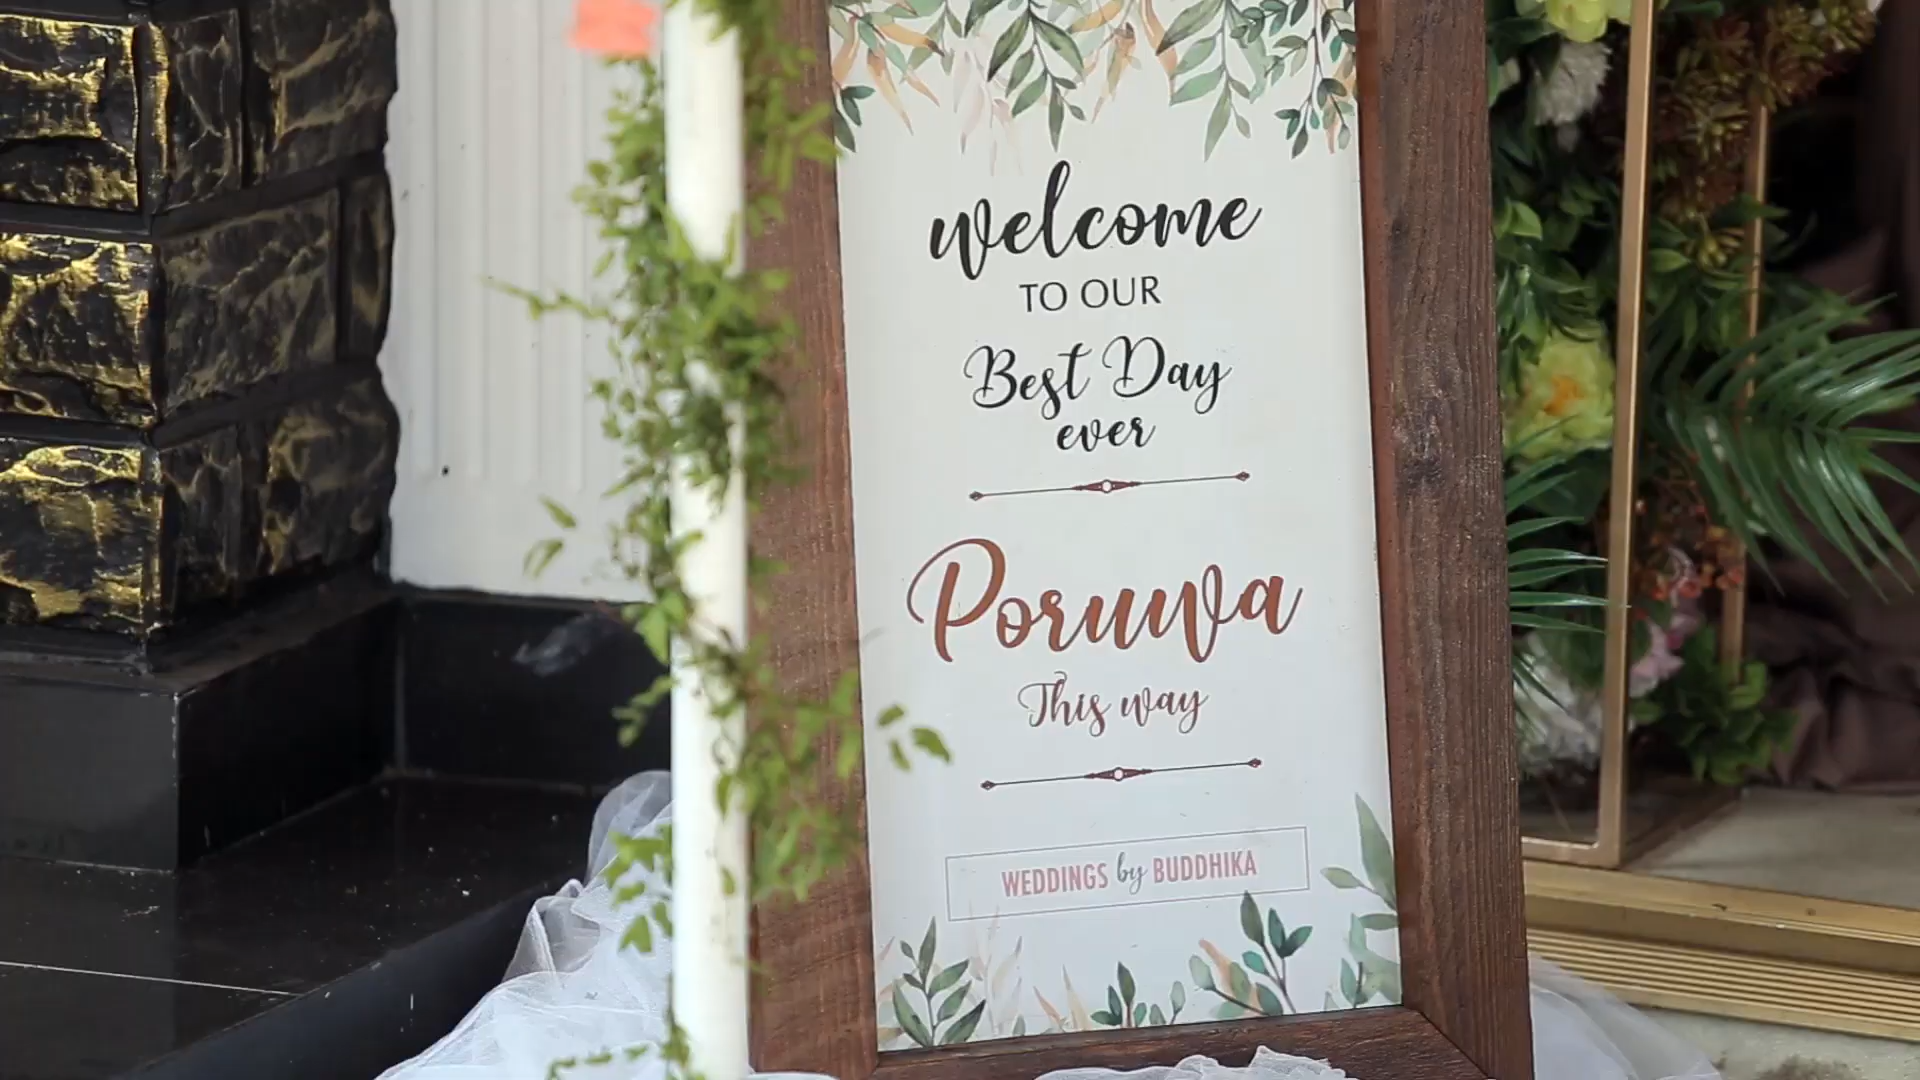 welcome
TO OUR
Best Day
ever
Poruwa
This way
WEDDINGS by BUDDHIKA